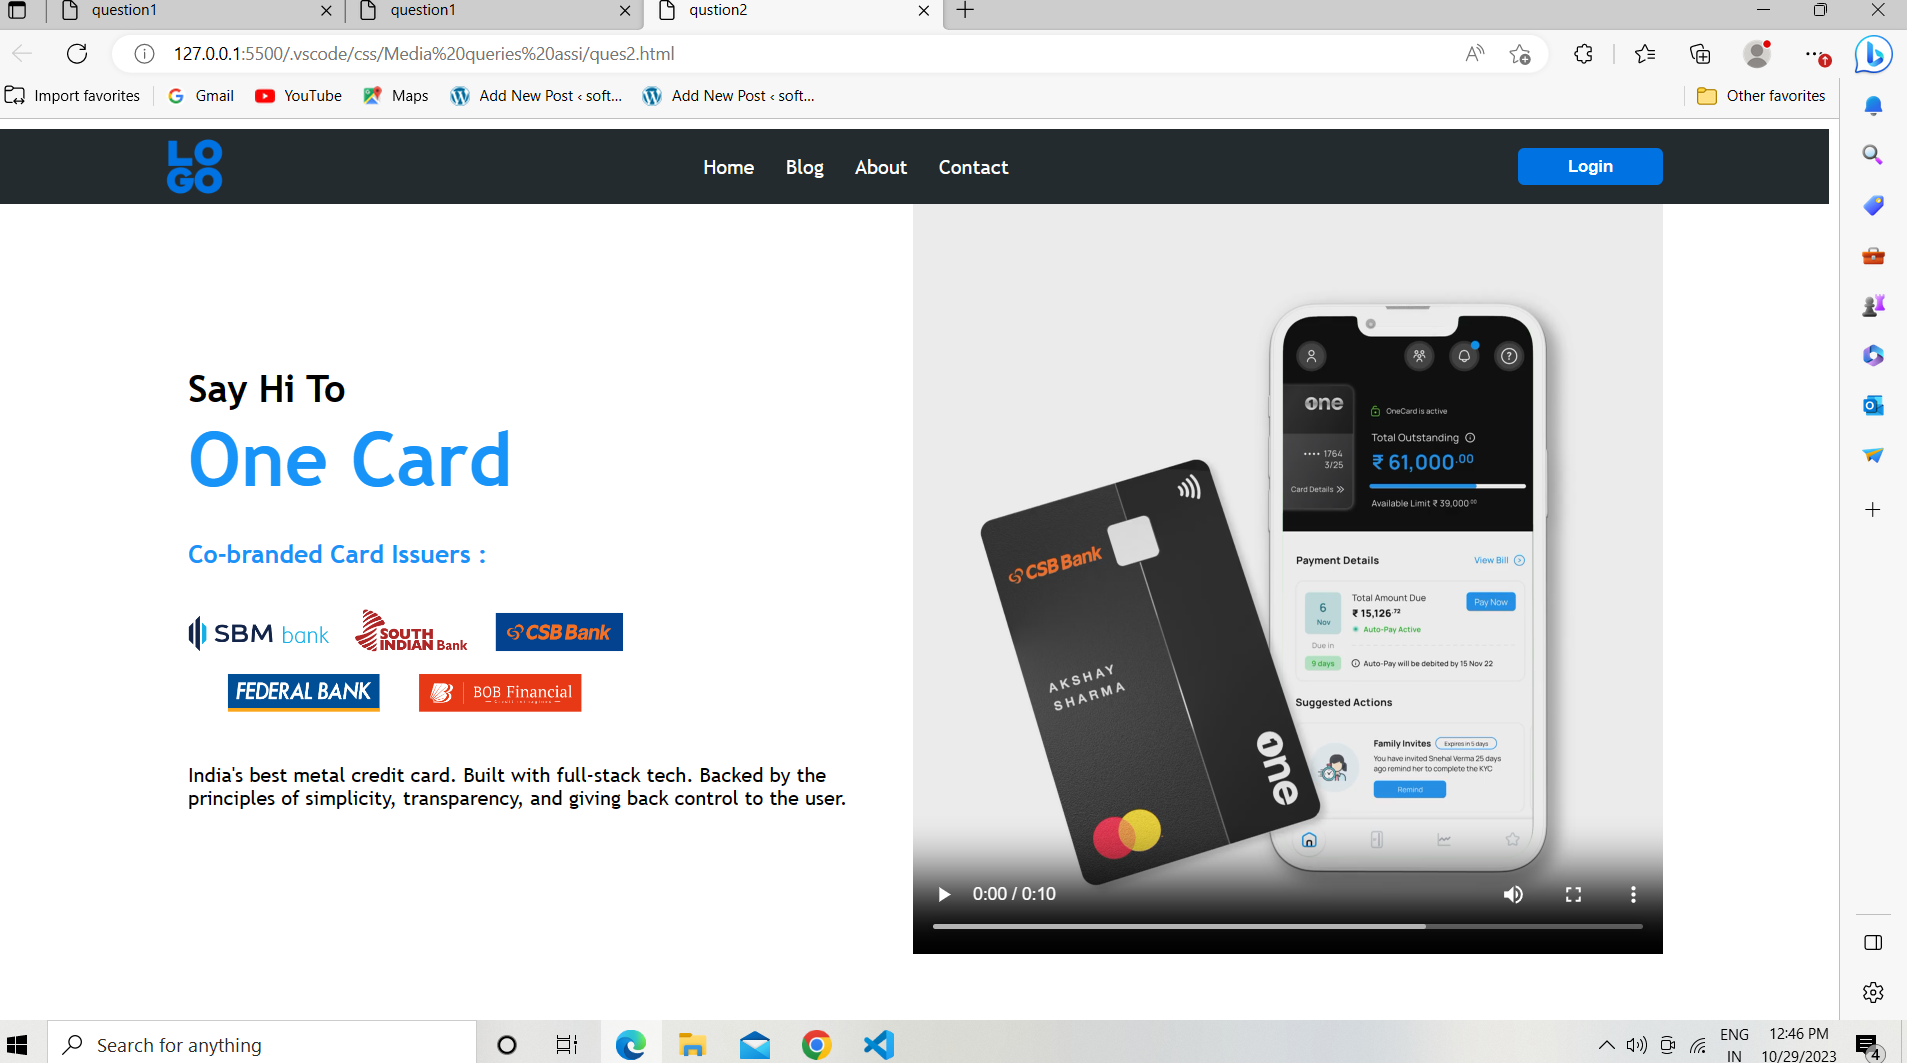 question1
question1
qustion2
127.0.0.1:5500/.vscode/css/Media%20queries%20assi/ques2.html
Import favorites
Gmail
YouTube
Maps
Add New Post ‹ soft...
Add New Post ‹ soft...
Other favorites
LO
GO
Home
Blog
About
Contact
Login
Say Hi To
One Card
Co-branded Card Issuers :
SBM bank
SOUTH
INDIAN Bank
CSB Bank
FEDERAL BANK
BOB Financial
India's best metal credit card. Built with full-stack tech. Backed by the
principles of simplicity, transparency, and giving back control to the user.
CSB Bank
AKSHAY
SHARMA
one
one
OneCard is active
Total Outstanding
₹ 61,000.00
•••• 1764
3/25
Card Details
Available Limit ₹ 39,000.00
Payment Details
View Bill
6
Nov
Total Amount Due
₹ 15,126.72
Pay Now
Auto-Pay Active
Due in
9 days
Auto-Pay will be debited by 15 Nov 22
Suggested Actions
Family Invites
Expires in 5 days
You have invited Snehal Verma 25 days
ago remind her to complete the KYC
Remind
0:00 / 0:10
Search for anything
ENG
IN
12:46 PM
10/29/2023
4